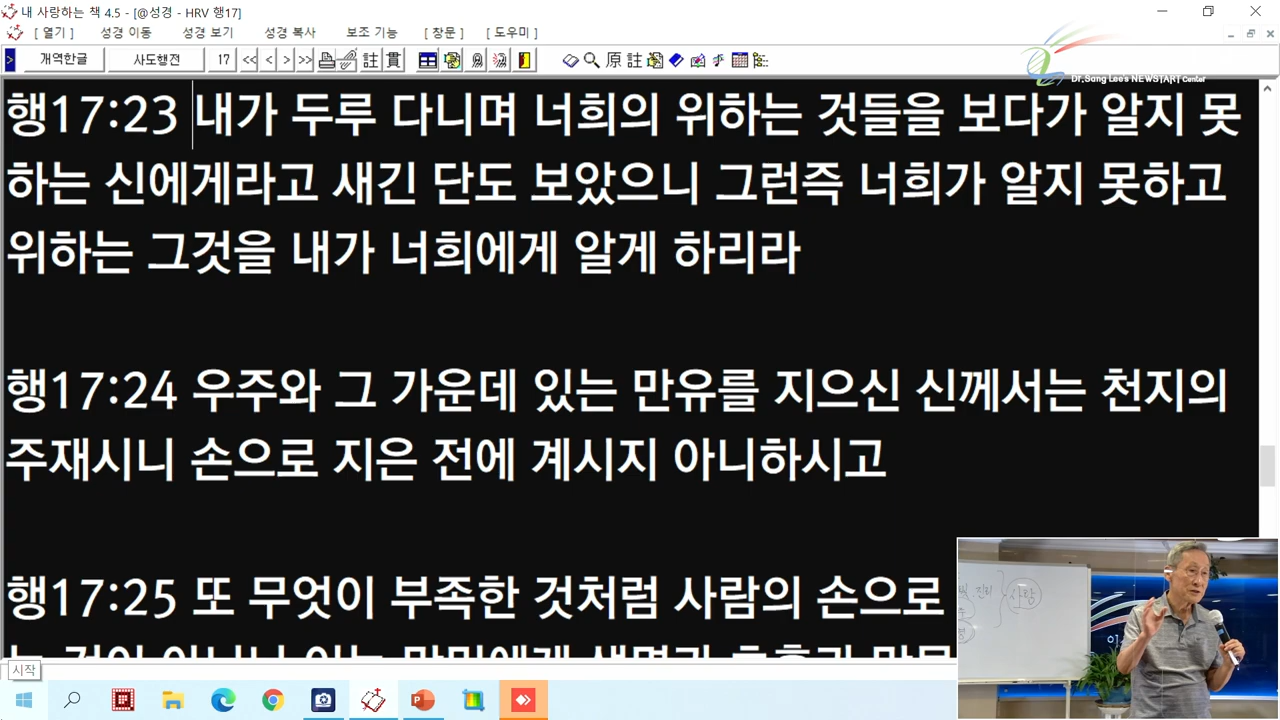 내 사랑하는 책 4.5 - [@성경 - HRV 행17]
[ 열기 ] 성경 이동 성경 보기 성경 복사 보조 기능 [ 창문 ] [ 도우미 ]
개역한글 사도행전 17 << < > >> 註 貫 原 註
Dr.Sang Lee's NEWSTART Center
행17:23 내가 두루 다니며 너희의 위하는 것들을 보다가 알지 못
하는 신에게라고 새긴 단도 보았으니 그런즉 너희가 알지 못하고
위하는 그것을 내가 너희에게 알게 하리라
행17:24 우주와 그 가운데 있는 만유를 지으신 신께서는 천지의
주재시니 손으로 지은 전에 계시지 아니하시고
행17:25 또 무엇이 부족한 것처럼 사람의 손으로
진리 사랑
시작